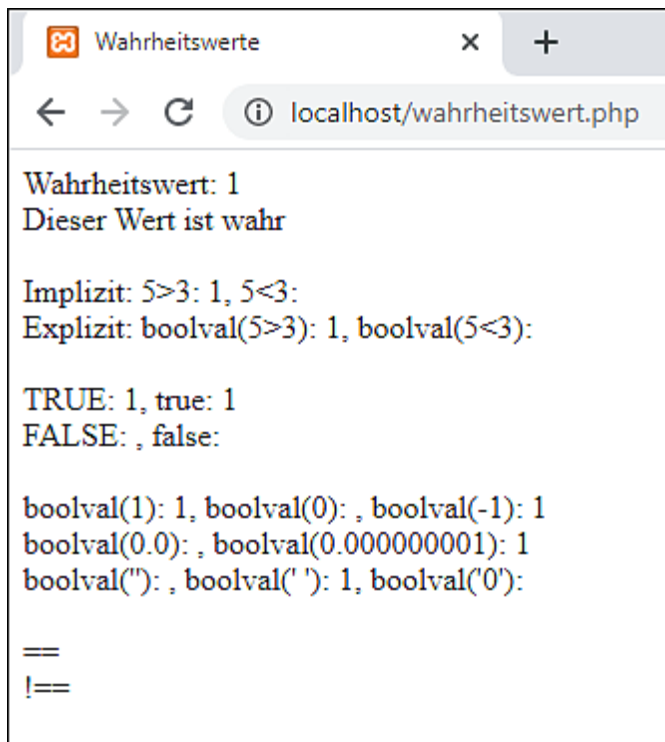 Wahrheitswerte
localhost/wahrheitswert.php
Wahrheitswert: 1
Dieser Wert ist wahr
Implizit: 5>3: 1, 5<3:
Explizit: boolval(5>3): 1, boolval(5<3):
TRUE: 1, true: 1
FALSE: , false:
boolval(1): 1, boolval(0): , boolval(-1): 1
boolval(0.0): , boolval(0.000000001): 1
boolval(''): , boolval(' '): 1, boolval('0'):
==
!==